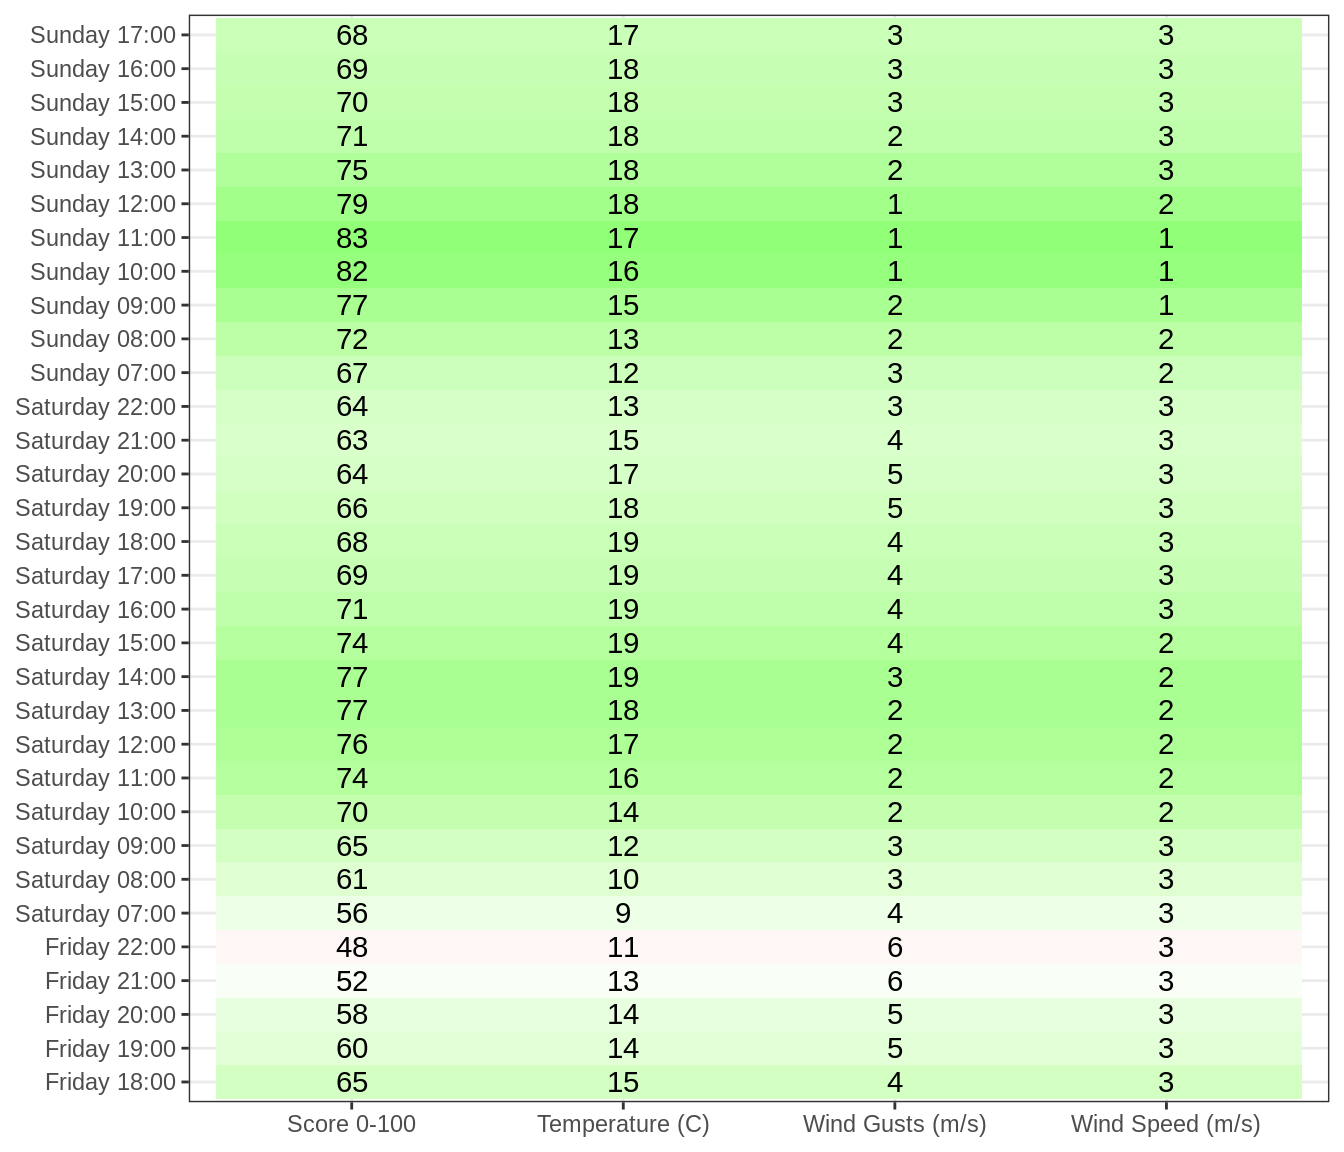 Sunday 17:00 68 17 3 3
Sunday 16:00 69 18 3 3
Sunday 15:00 70 18 3 3
Sunday 14:00 71 18 2 3
Sunday 13:00 75 18 2 3
Sunday 12:00 79 18 1 2
Sunday 11:00 83 17 1 1
Sunday 10:00 82 16 1 1
Sunday 09:00 77 15 2 1
Sunday 08:00 72 13 2 2
Sunday 07:00 67 12 3 2
Saturday 22:00 64 13 3 3
Saturday 21:00 63 15 4 3
Saturday 20:00 64 17 5 3
Saturday 19:00 66 18 5 3
Saturday 18:00 68 19 4 3
Saturday 17:00 69 19 4 3
Saturday 16:00 71 19 4 3
Saturday 15:00 74 19 4 2
Saturday 14:00 77 19 3 2
Saturday 13:00 77 18 2 2
Saturday 12:00 76 17 2 2
Saturday 11:00 74 16 2 2
Saturday 10:00 70 14 2 2
Saturday 09:00 65 12 3 3
Saturday 08:00 61 10 3 3
Saturday 07:00 56 9 4 3
Friday 22:00 48 11 6 3
Friday 21:00 52 13 6 3
Friday 20:00 58 14 5 3
Friday 19:00 60 14 5 3
Friday 18:00 65 15 4 3
Score 0-100 Temperature (C) Wind Gusts (m/s) Wind Speed (m/s)